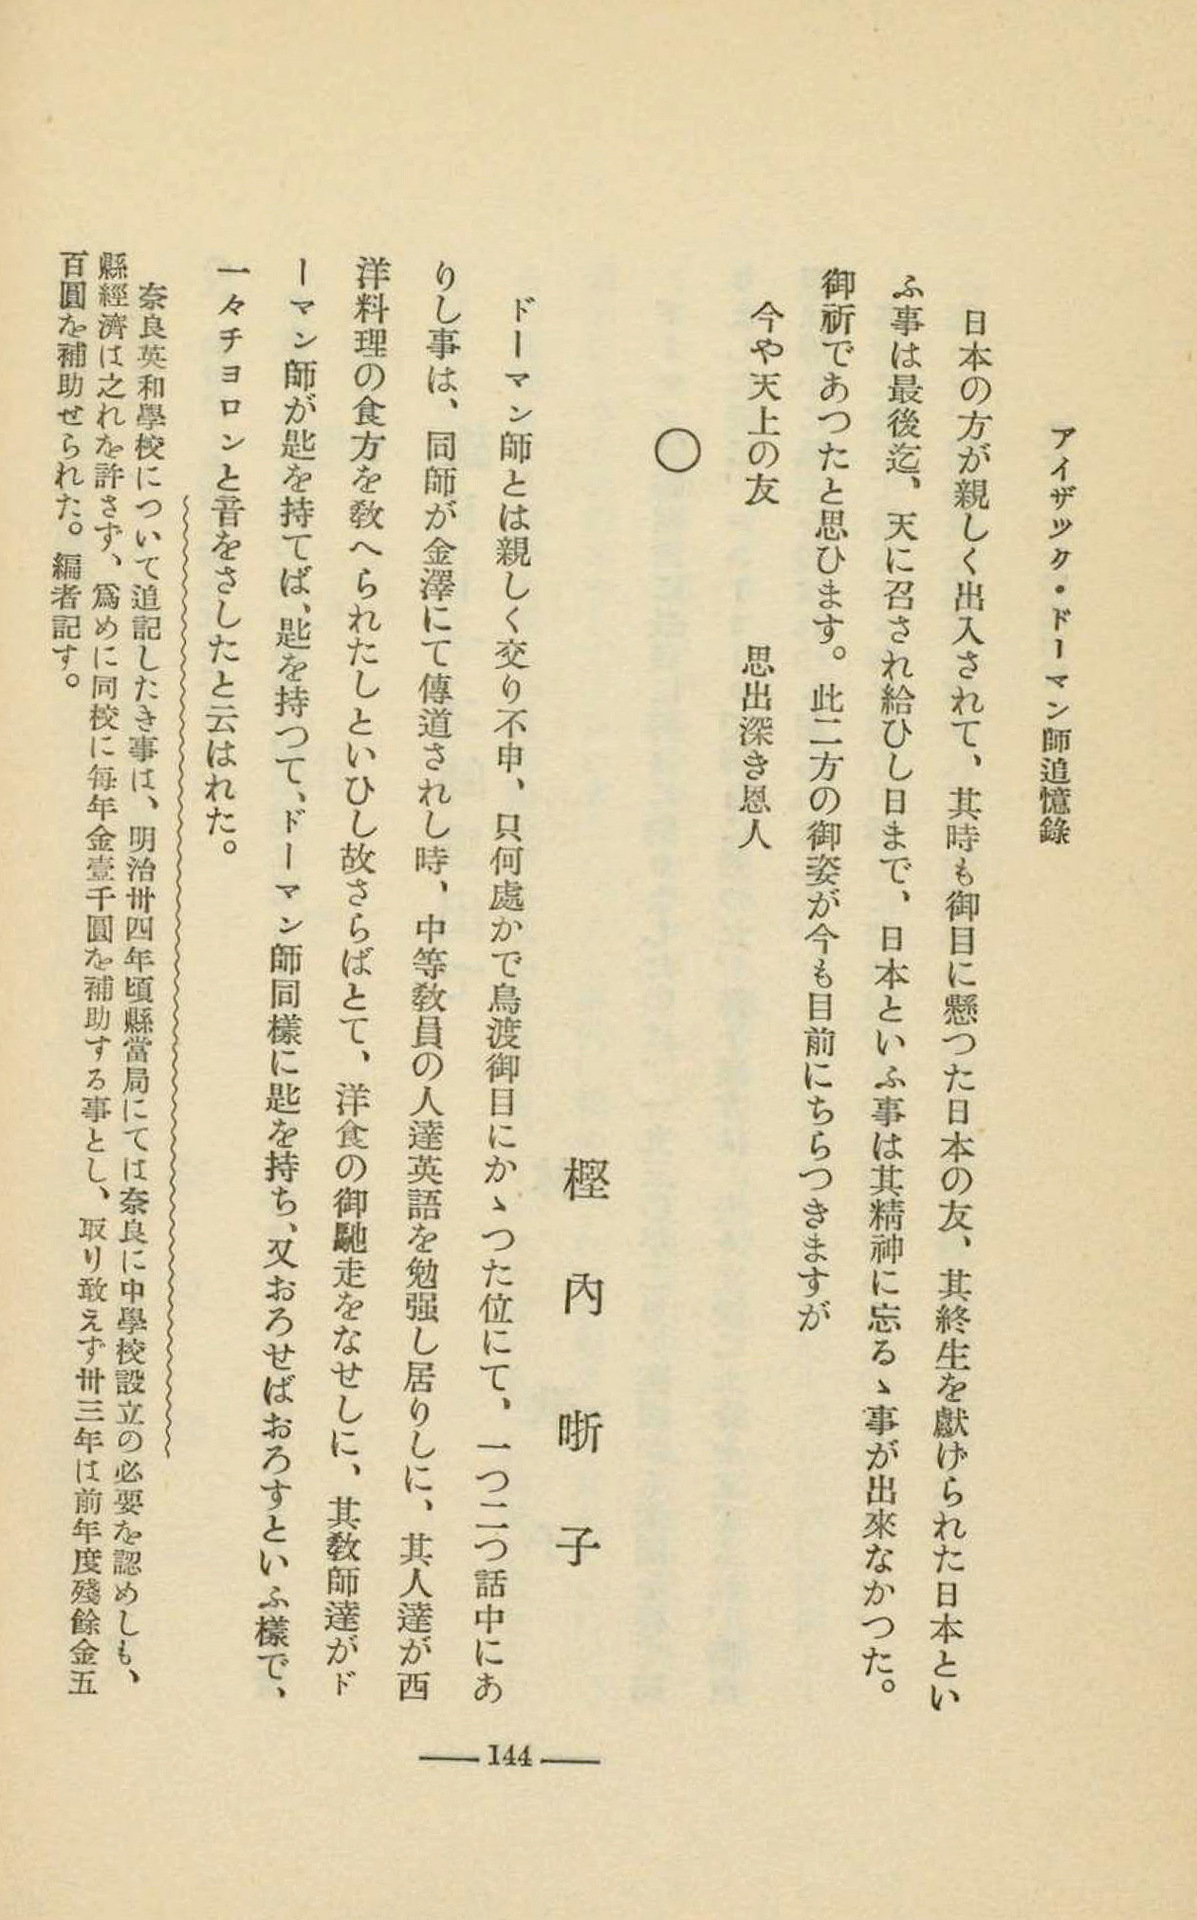 アイザツク・ドーマン師追憶錄
日本の方が親しく出入されて、其時も御目に懸つた日本の友、其終生を獻げられた日本とい
ふ事は最後迄、天に召され給ひし日まで、日本といふ事は其精神に忘るゝ事が出來なかつた。
御祈であつたと思ひます。此二方の御姿が今も目前にちらつきますが
今や天上の友　　思出深き恩人
〇
樫內晣子
ドーマン師とは親しく交り不申、只何處かで鳥渡御目にかゝつた位にて、一つ二つ話中にあ
りし事は、同師が金澤にて傳道されし時、中等敎員の人達英語を勉强し居りしに、其人達が西
洋料理の食方を敎へられたしといひし故さらばとて、洋食の御馳走をなせしに、其敎師達がド
ーマン師が匙を持てば、匙を持つて、ドーマン師同樣に匙を持ち、又おろせばおろすといふ樣で、
一々チヨロンと音をさしたと云はれた。
奈良英和學校について追記したき事は、明治卅四年頃縣當局にては奈良に中學校設立の必要を認めしも、
縣經濟は之れを許さず、爲めに同校に每年金壹千圓を補助する事とし、取り敢えず卅三年は前年度殘餘金五
百圓を補助せられた。編者記す。
144